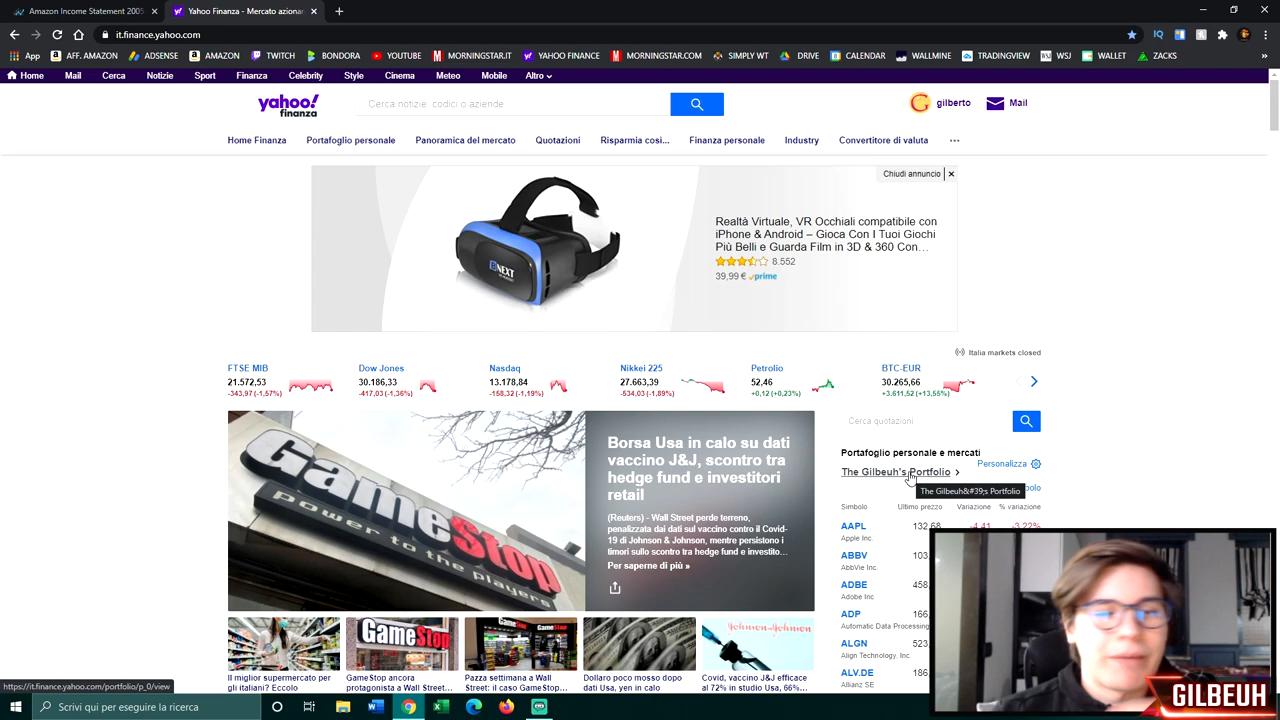 Amazon Income Statement 2005-2
Yahoo Finanza
it.finance.yahoo.com
App
AFF. AMAZON
ADSENSE
AMAZON
TWITCH
BONDORA
YOUTUBE
MORNINGSTAR.IT
YAHOO FINANCE
MORNINGSTAR.COM
SIMPLY WT
DRIVE
CALENDAR
WALLMINE
TRADINGVIEW
WSJ
WALLET
ZACKS
Home
Mail
Cerca
Notizie
Sport
Finanza
Celebrity
Style
Cinema
Meteo
Mobile
Altro
yahoo!
finanza
Cerca notizie, codici o aziende
gilberto
Mail
Home Finanza
Portafoglio personale
Panoramica del mercato
Quotazioni
Risparmia così...
Finanza personale
Industry
Convertitore di valuta
Chiudi annuncio
BNEXT
Realtà Virtuale, VR Occhiali compatibile con
iPhone & Android – Gioca Con I Tuoi Giochi
Più Belli e Guarda Film in 3D & 360 Con…
8.552
39,99 € prime
Italia markets closed
FTSE MIB
21.572,53
-343,97 (-1,57%)
Dow Jones
30.186,33
-417,03 (-1,36%)
Nasdaq
13.178,84
-158,32 (-1,19%)
Nikkei 225
27.663,39
-534,03 (-1,89%)
Petrolio
52,46
+0,12 (+0,23%)
BTC-EUR
30.265,66
+3.611,52 (+13,55%)
GameStop
power to the players
Borsa Usa in calo su dati
vaccino J&J, scontro tra
hedge fund e investitori
retail
(Reuters) - Wall Street perde terreno,
penalizzata dai dati sul vaccino contro il Covid-
19 di Johnson & Johnson, mentre persistono i
timori sullo scontro tra hedge fund e investito…
Per saperne di più »
Cerca quotazioni
Portafoglio personale e mercati
Personalizza
The Gilbeuh's Portfolio
The Gilbeuh&#39;s Portfolio
Simbolo
Ultimo prezzo
Variazione
% variazione
AAPL
132,68
-4,41
-3,22%
Apple Inc.
ABBV
AbbVie Inc.
ADBE
Adobe Inc
ADP
Automatic Data Processing
ALGN
Align Technology, Inc.
ALV.DE
Allianz SE
GameStop
GameStop
Johnson & Johnson
Il miglior supermercato per
gli italiani? Eccolo
GameStop ancora
protagonista a Wall Street…
Pazza settimana a Wall
Street: il caso GameStop…
Dollaro poco mosso dopo
dati Usa, yen in calo
Covid, vaccino J&J efficace
al 72% in studio Usa, 66%…
https://it.finance.yahoo.com/portfolio/p_0/view
Scrivi qui per eseguire la ricerca
GILBEUH